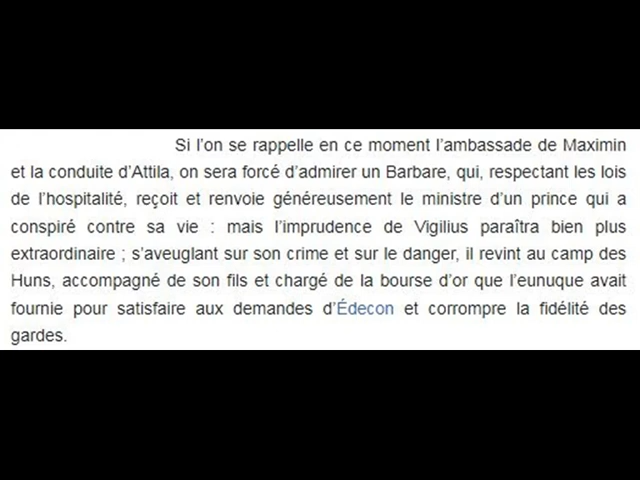 Si l’on se rappelle en ce moment l’ambassade de Maximin
et la conduite d’Attila, on sera forcé d’admirer un Barbare, qui, respectant les lois
de l’hospitalité, reçoit et renvoie généreusement le ministre d’un prince qui a
conspiré contre sa vie : mais l’imprudence de Vigilius paraîtra bien plus
extraordinaire ; s’aveuglant sur son crime et sur le danger, il revint au camp des
Huns, accompagné de son fils et chargé de la bourse d’or que l’eunuque avait
fournie pour satisfaire aux demandes d’Édecon et corrompre la fidélité des
gardes.